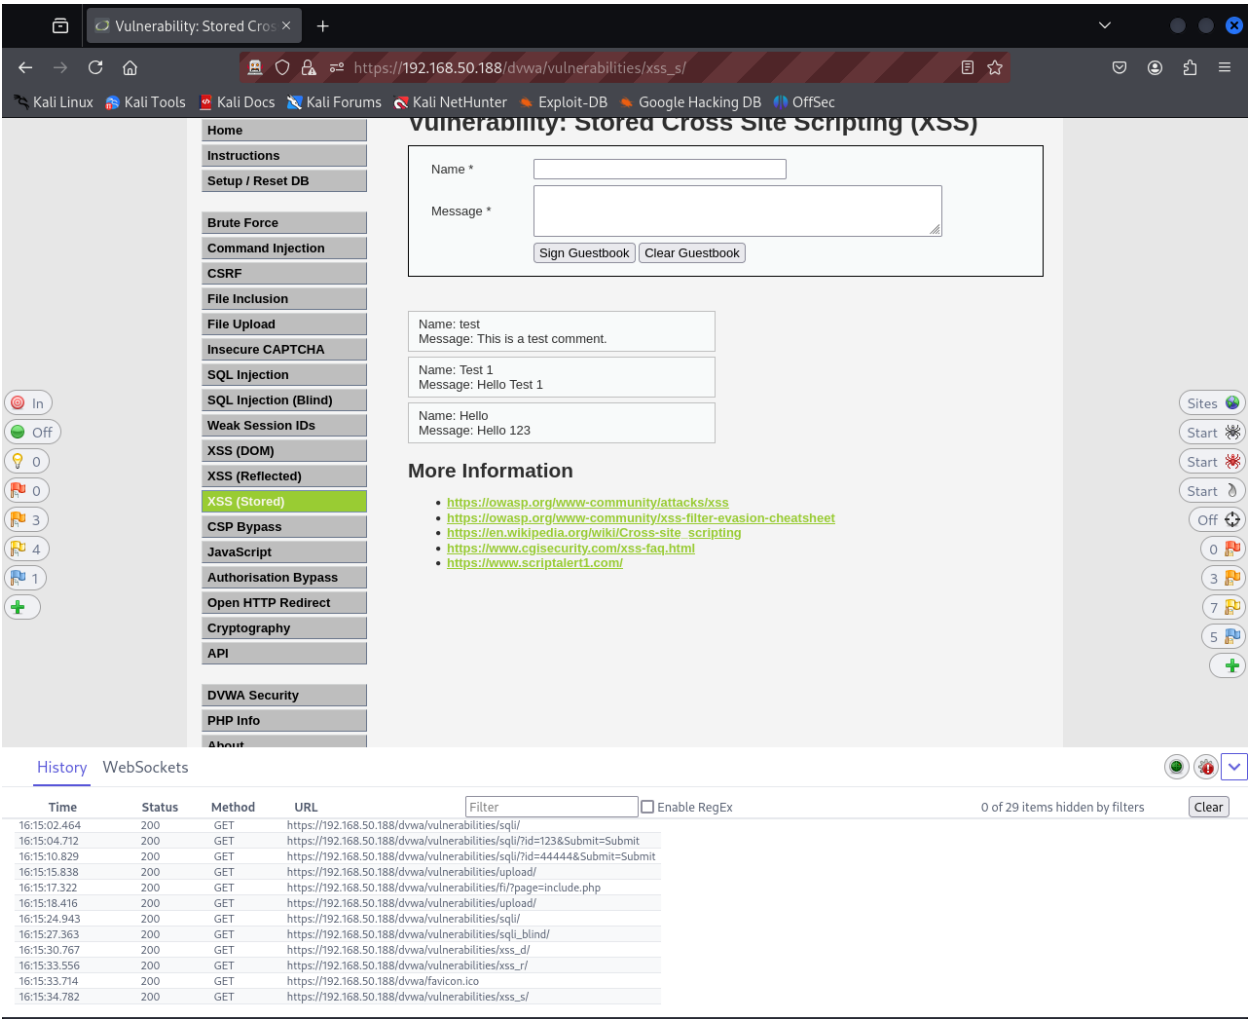 Vulnerability: Stored Cros ×
https://192.168.50.188/dvwa/vulnerabilities/xss_s/
Kali Linux Kali Tools Kali Docs Kali Forums Kali NetHunter Exploit-DB Google Hacking DB OffSec
Vulnerability: Stored Cross Site Scripting (XSS)
Home
Instructions
Setup / Reset DB
Brute Force
Command Injection
CSRF
File Inclusion
File Upload
Insecure CAPTCHA
SQL Injection
SQL Injection (Blind)
Weak Session IDs
XSS (DOM)
XSS (Reflected)
XSS (Stored)
CSP Bypass
JavaScript
Authorisation Bypass
Open HTTP Redirect
Cryptography
API
DVWA Security
PHP Info
About
Name *
Message *
Sign Guestbook Clear Guestbook
Name: test
Message: This is a test comment.
Name: Test 1
Message: Hello Test 1
Name: Hello
Message: Hello 123
More Information
https://owasp.org/www-community/attacks/xss
https://owasp.org/www-community/xss-filter-evasion-cheatsheet
https://en.wikipedia.org/wiki/Cross-site_scripting
https://www.cgisecurity.com/xss-faq.html
https://www.scriptalert1.com/
In
Off
0
0
3
4
1
Sites
Start
Start
Start
Off
0
3
7
5
History WebSockets
Time Status Method URL Filter Enable RegEx 0 of 29 items hidden by filters Clear
16:15:02.464 200 GET https://192.168.50.188/dvwa/vulnerabilities/sqli/
16:15:04.712 200 GET https://192.168.50.188/dvwa/vulnerabilities/sqli/?id=123&Submit=Submit
16:15:10.829 200 GET https://192.168.50.188/dvwa/vulnerabilities/sqli/?id=44444&Submit=Submit
16:15:15.838 200 GET https://192.168.50.188/dvwa/vulnerabilities/upload/
16:15:17.322 200 GET https://192.168.50.188/dvwa/vulnerabilities/fi/?page=include.php
16:15:18.416 200 GET https://192.168.50.188/dvwa/vulnerabilities/upload/
16:15:24.943 200 GET https://192.168.50.188/dvwa/vulnerabilities/sqli/
16:15:27.363 200 GET https://192.168.50.188/dvwa/vulnerabilities/sqli_blind/
16:15:30.767 200 GET https://192.168.50.188/dvwa/vulnerabilities/xss_d/
16:15:33.556 200 GET https://192.168.50.188/dvwa/vulnerabilities/xss_r/
16:15:33.714 200 GET https://192.168.50.188/dvwa/favicon.ico
16:15:34.782 200 GET https://192.168.50.188/dvwa/vulnerabilities/xss_s/